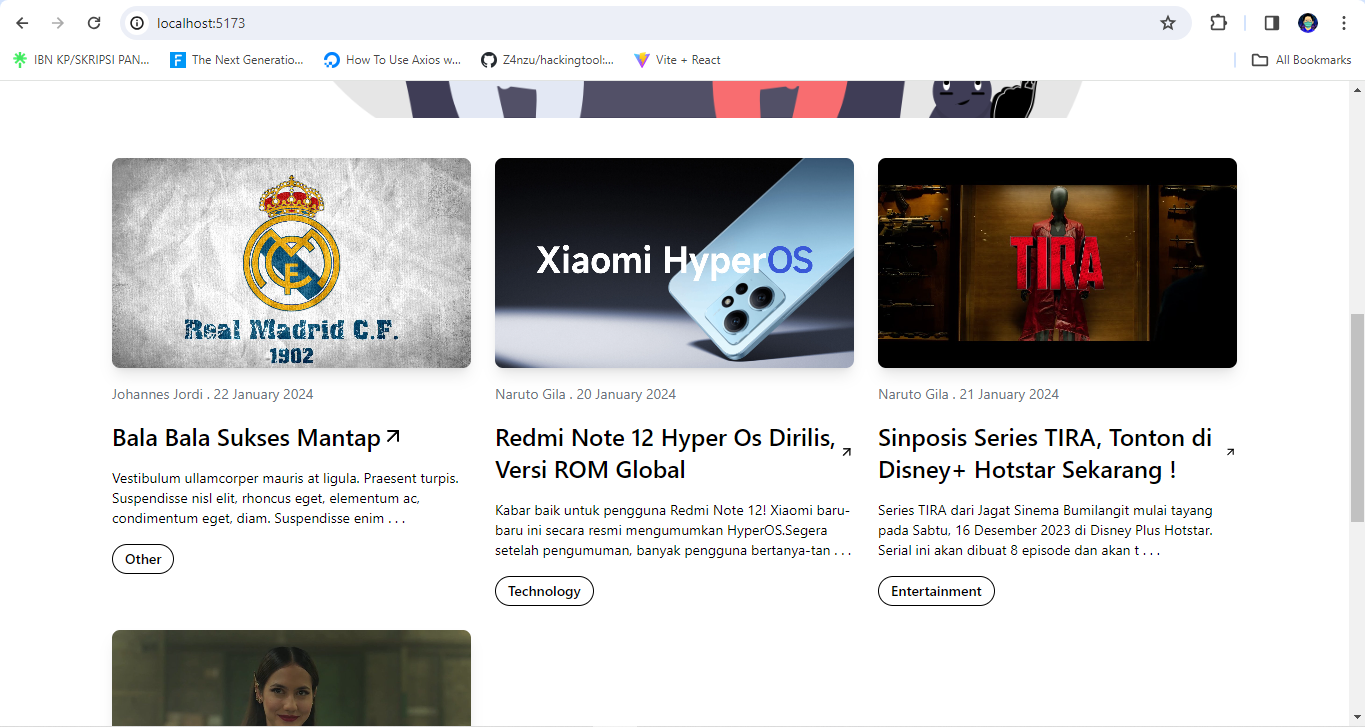 localhost:5173
IBN KP/SKRIPSI PAN...
The Next Generatio...
How To Use Axios w...
Z4nzu/hackingtool:...
Vite + React
All Bookmarks
Real Madrid C.F.
1902
Xiaomi HyperOS
TIRA
Johannes Jordi . 22 January 2024
Bala Bala Sukses Mantap
Vestibulum ullamcorper mauris at ligula. Praesent turpis.
Suspendisse nisl elit, rhoncus eget, elementum ac,
condimentum eget, diam. Suspendisse enim . . .
Other
Naruto Gila . 20 January 2024
Redmi Note 12 Hyper Os Dirilis,
Versi ROM Global
Kabar baik untuk pengguna Redmi Note 12! Xiaomi baru-
baru ini secara resmi mengumumkan HyperOS.Segera
setelah pengumuman, banyak pengguna bertanya-tan . . .
Technology
Naruto Gila . 21 January 2024
Sinposis Series TIRA, Tonton di
Disney+ Hotstar Sekarang !
Series TIRA dari Jagat Sinema Bumilangit mulai tayang
pada Sabtu, 16 Desember 2023 di Disney Plus Hotstar.
Serial ini akan dibuat 8 episode dan akan t . . .
Entertainment